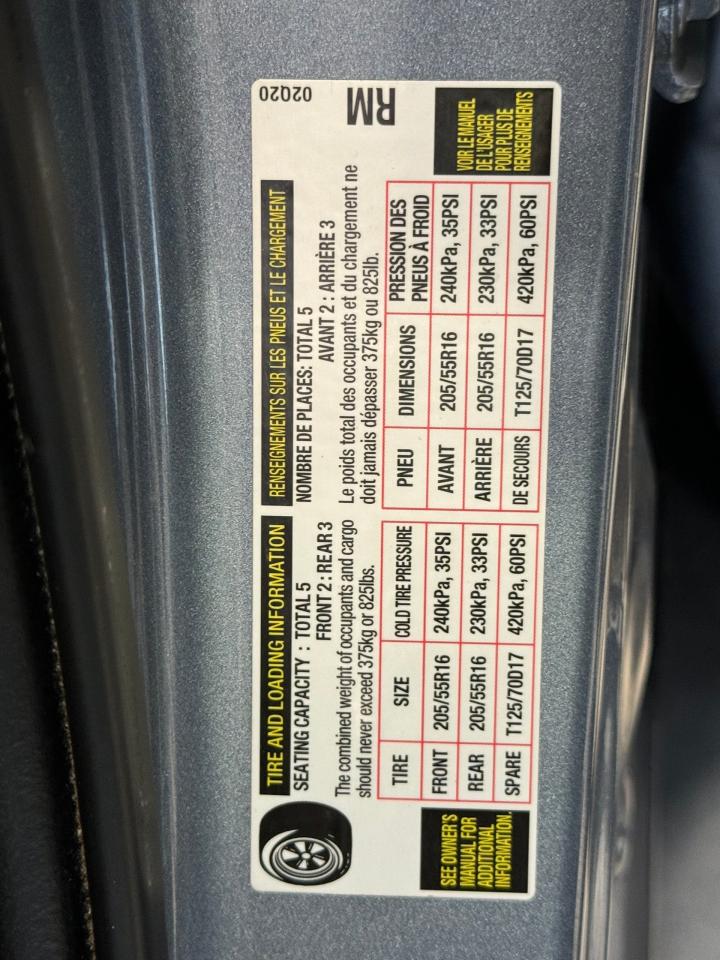 TIRE AND LOADING INFORMATION
SEATING CAPACITY : TOTAL 5
FRONT 2 : REAR 3
The combined weight of occupants and cargo
should never exceed 375kg or 825lbs.
TIRE SIZE COLD TIRE PRESSURE
FRONT 205/55R16 240kPa, 35PSI
REAR 205/55R16 230kPa, 33PSI
SPARE T125/70D17 420kPa, 60PSI
SEE OWNER'S
MANUAL FOR
ADDITIONAL
INFORMATION.
RENSEIGNEMENTS SUR LES PNEUS ET LE CHARGEMENT
NOMBRE DE PLACES: TOTAL 5
AVANT 2 : ARRIÈRE 3
Le poids total des occupants et du chargement ne
doit jamais dépasser 375kg ou 825lb.
PNEU DIMENSIONS PRESSION DES
PNEUS À FROID
AVANT 205/55R16 240kPa, 35PSI
ARRIÈRE 205/55R16 230kPa, 33PSI
DE SECOURS T125/70D17 420kPa, 60PSI
VOIR LE MANUEL
DE L'USAGER
POUR PLUS DE
RENSEIGNEMENTS
02Q20
RM